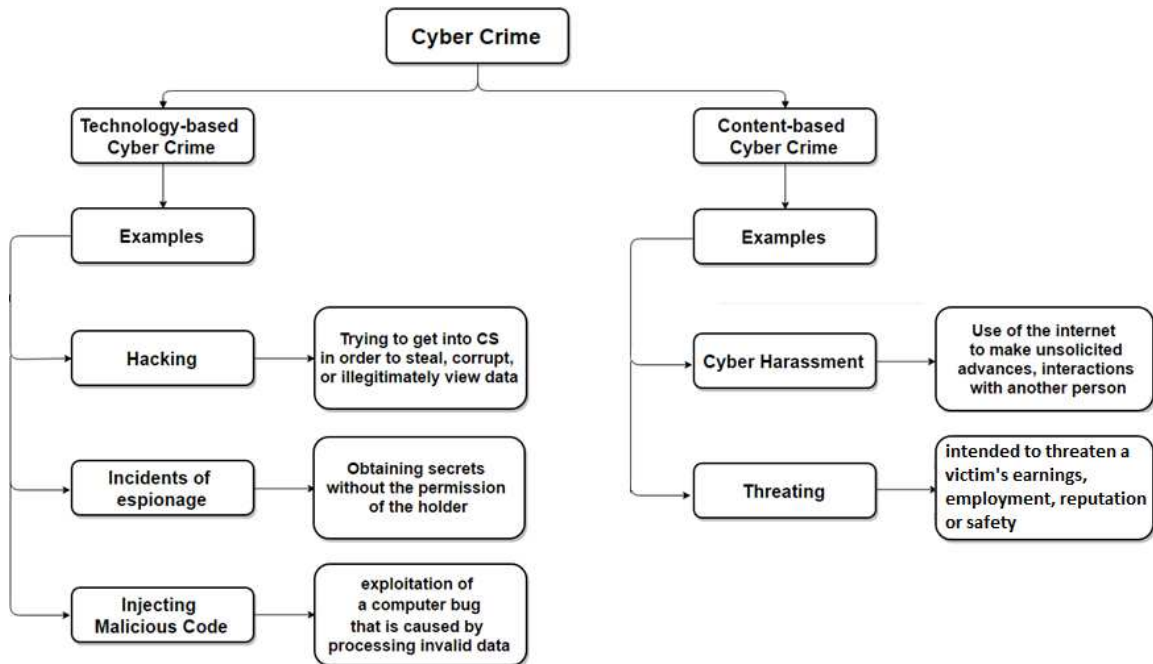 Cyber Crime
Technology-based
Cyber Crime
Content-based
Cyber Crime
Examples
Examples
Hacking
Trying to get into CS
in order to steal, corrupt,
or illegitimately view data
Cyber Harassment
Use of the internet
to make unsolicited
advances, interactions
with another person
Incidents of
espionage
Obtaining secrets
without the permission
of the holder
Threating
intended to threaten a
victim's earnings,
employment, reputation
or safety
Injecting
Malicious Code
exploitation of
a computer bug
that is caused by
processing invalid data